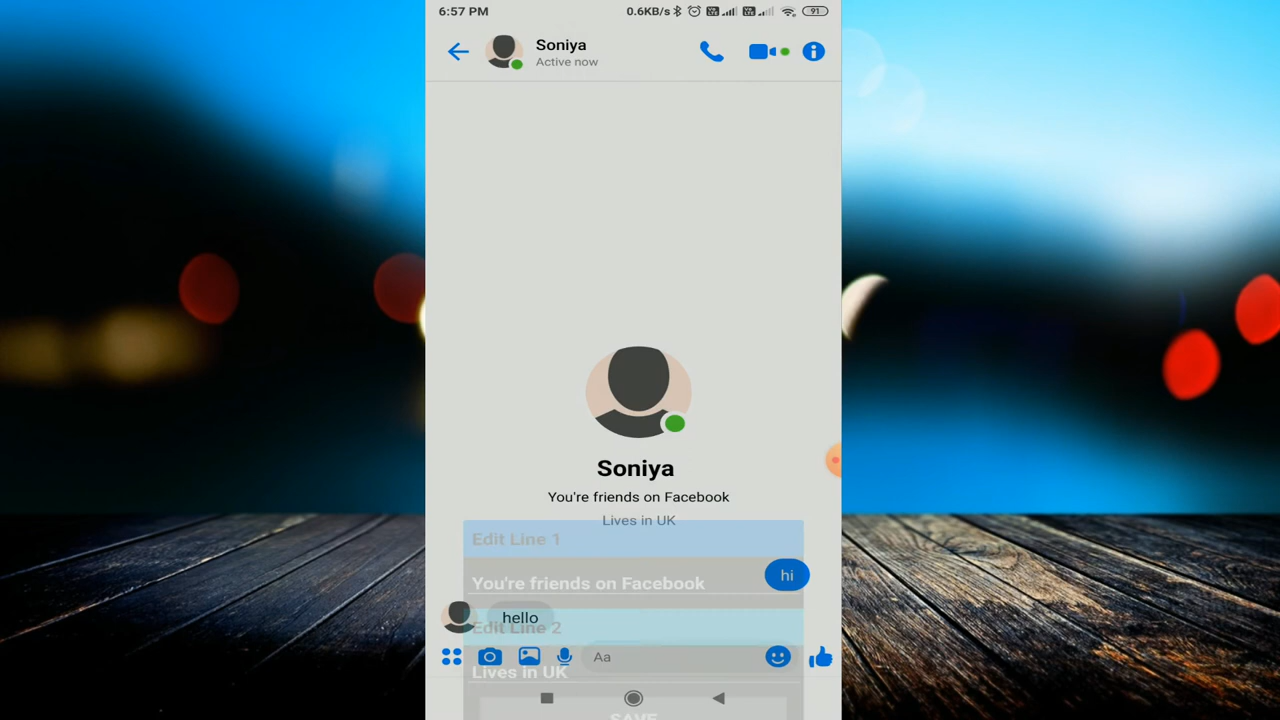 6:57 PM
0.6KB/s
91
Soniya
Active now
Soniya
You're friends on Facebook
Lives in UK
Edit Line 1
You're friends on Facebook
hi
hello
Edit Line 2
Aa
Lives in UK
SAVE